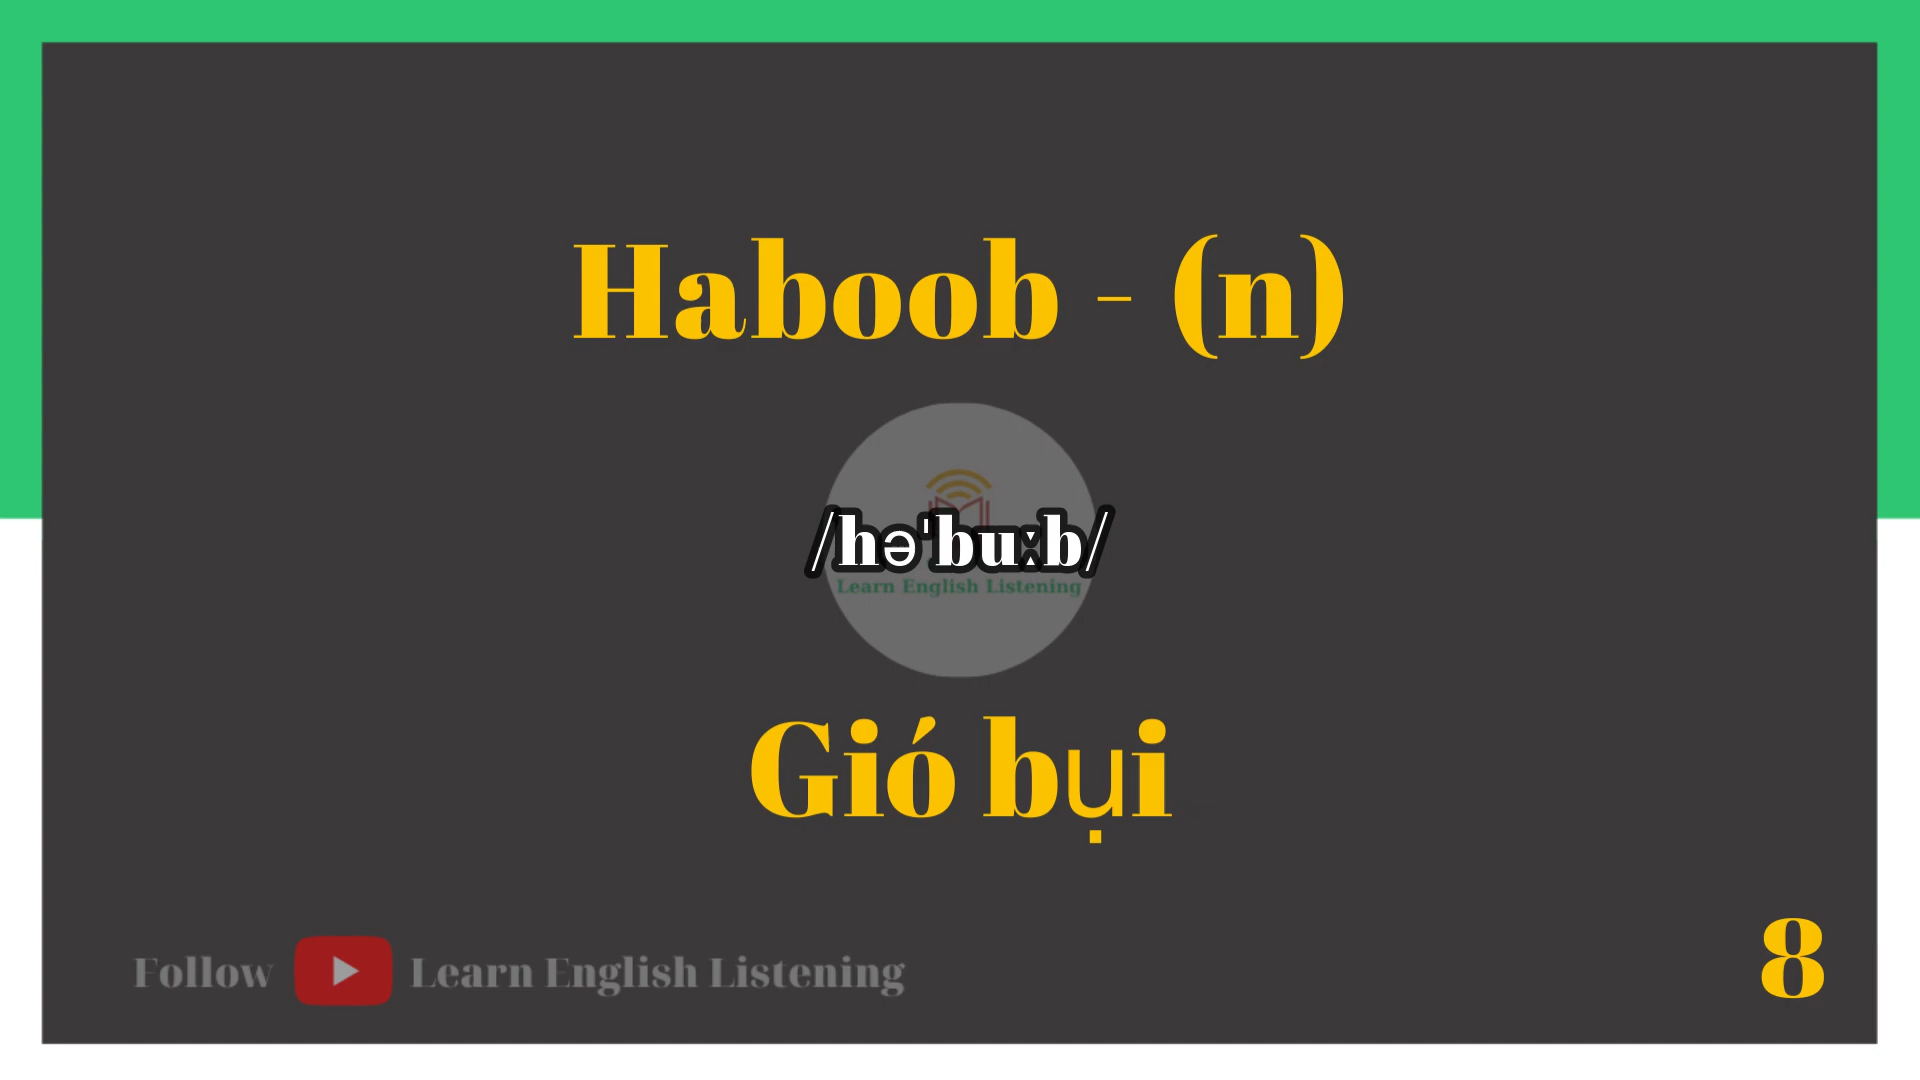 Haboob - (n)
/həˈbuːb/
Learn English Listening
Gió bụi
Follow Learn English Listening
8